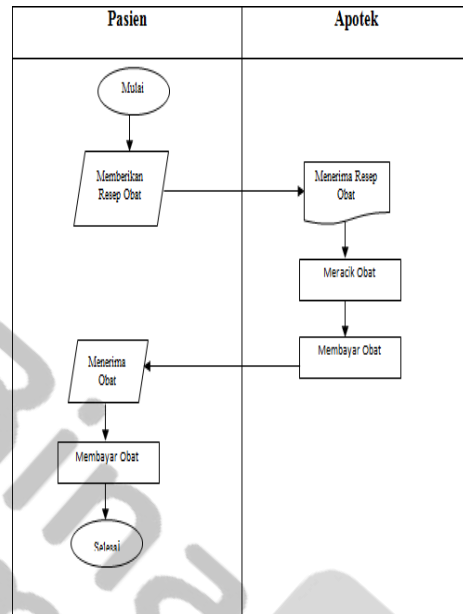 Pasien
Apotek
Mulai
Memberikan
Resep Obat
Menerima Resep
Obat
Meracik Obat
Membayar Obat
Menerima
Obat
Membayar Obat
Selesai